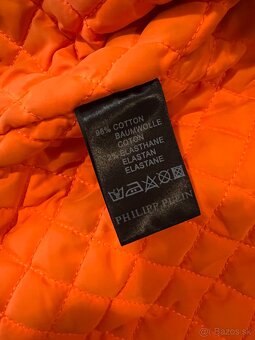 98% COTTON
BAUMWOLLE
COTON
2% ELASTHANE
ELASTAN
ELASTANE
PHILIPP PLEIN
© Bazos.sk